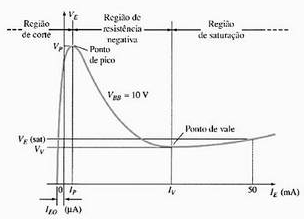 V_E
Região de corte
Região de resistência negativa
Região de saturação
V_P
Ponto de pico
V_BB = 10 V
Ponto de vale
V_E (sat)
V_V
0
I_P
I_V
50
I_E (mA)
I_EO
(μA)